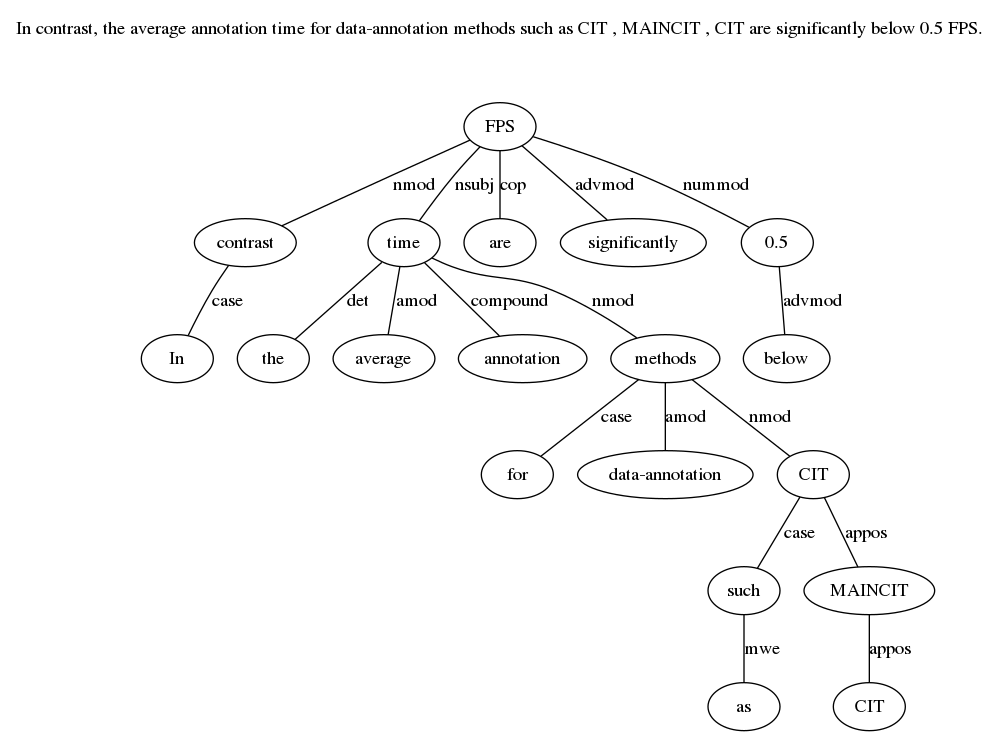 In contrast, the average annotation time for data-annotation methods such as CIT , MAINCIT , CIT are significantly below 0.5 FPS.
FPS
nmod nsubj cop advmod nummod
contrast time are significantly 0.5
case det amod compound nmod advmod
In the average annotation methods below
case amod nmod
for data-annotation CIT
case appos
such MAINCIT
mwe appos
as CIT